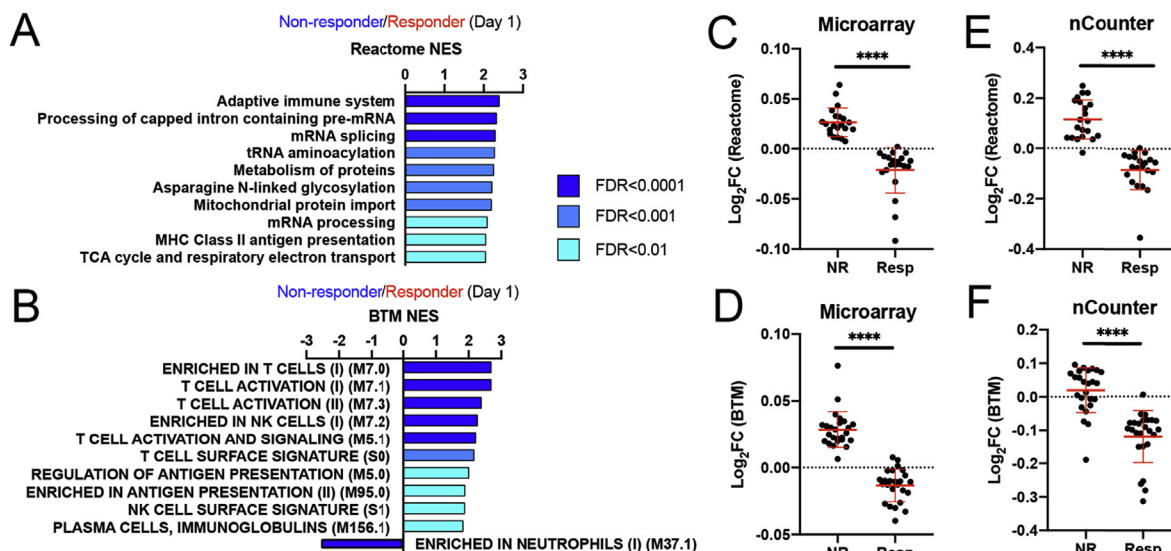 A
Non-responder/Responder (Day 1)
Reactome NES
0 1 2 3
Adaptive immune system
Processing of capped intron containing pre-mRNA
mRNA splicing
tRNA aminoacylation
Metabolism of proteins
Asparagine N-linked glycosylation
Mitochondrial protein import
mRNA processing
MHC Class II antigen presentation
TCA cycle and respiratory electron transport
FDR<0.0001
FDR<0.001
FDR<0.01
B
Non-responder/Responder (Day 1)
BTM NES
-3 -2 -1 0 1 2 3
ENRICHED IN T CELLS (I) (M7.0)
T CELL ACTIVATION (I) (M7.1)
T CELL ACTIVATION (II) (M7.3)
ENRICHED IN NK CELLS (I) (M7.2)
T CELL ACTIVATION AND SIGNALING (M5.1)
T CELL SURFACE SIGNATURE (S0)
REGULATION OF ANTIGEN PRESENTATION (M5.0)
ENRICHED IN ANTIGEN PRESENTATION (II) (M95.0)
NK CELL SURFACE SIGNATURE (S1)
PLASMA CELLS, IMMUNOGLOBULINS (M156.1)
ENRICHED IN NEUTROPHILS (I) (M37.1)
C
Microarray
****
Log2FC (Reactome)
0.10
0.05
0.00
-0.05
-0.10
NR Resp
D
Microarray
****
Log2FC (BTM)
0.10
0.05
0.00
0.05
NR Resp
E
nCounter
****
Log2FC (Reactome)
0.4
0.2
0.0
-0.2
-0.4
NR Resp
F
nCounter
****
Log2FC (BTM)
0.2
0.1
0.0
-0.1
-0.2
-0.3
-0.4
NR Resp